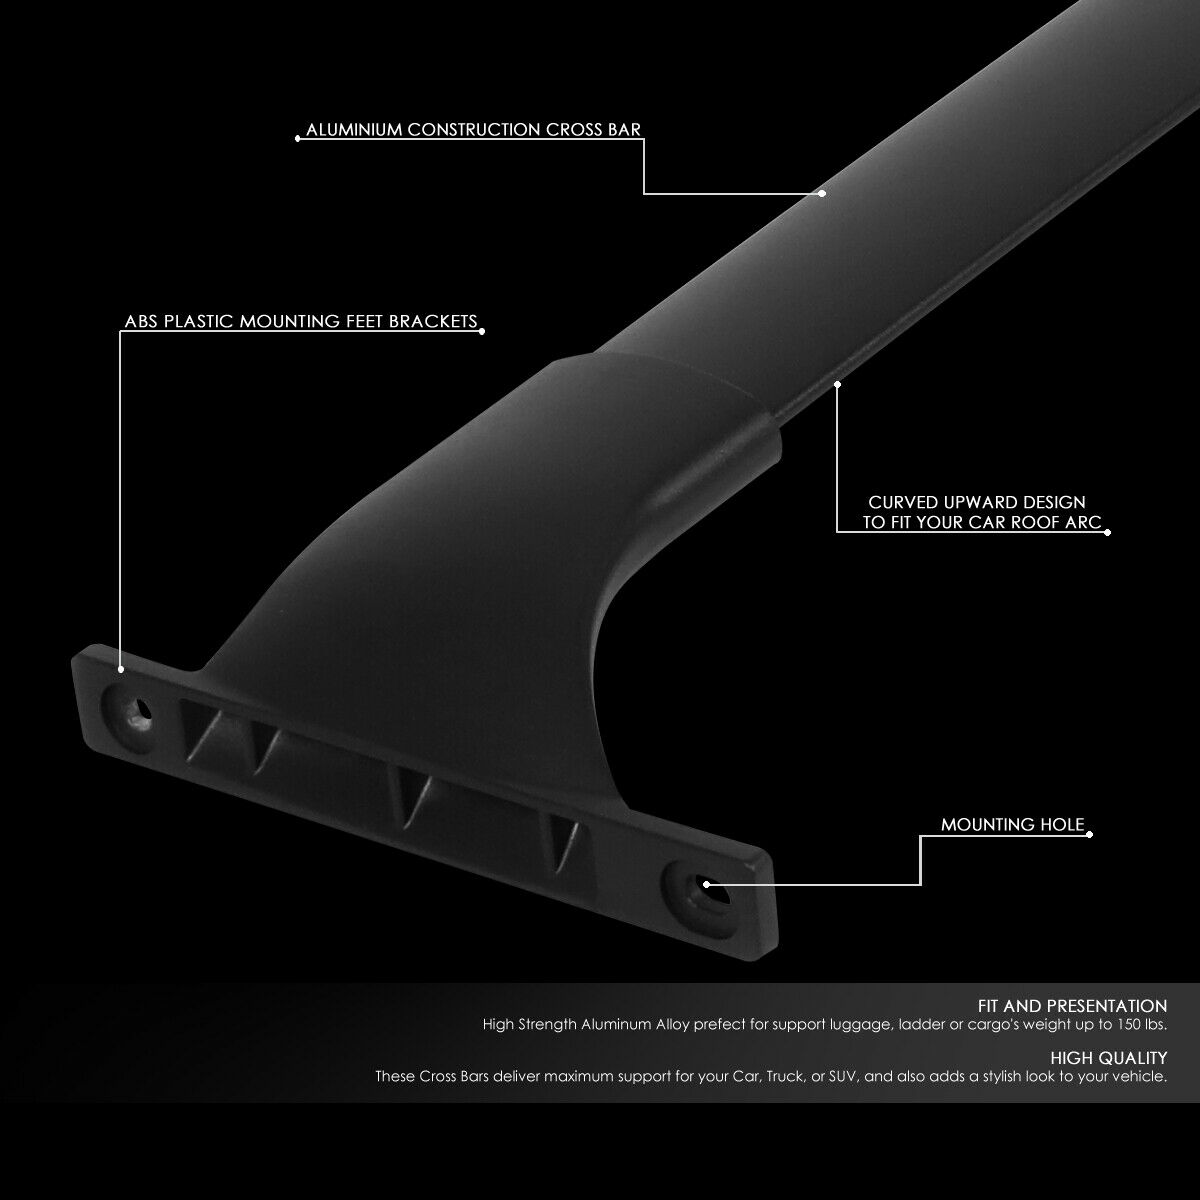 ALUMINIUM CONSTRUCTION CROSS BAR
ABS PLASTIC MOUNTING FEET BRACKETS
CURVED UPWARD DESIGN
TO FIT YOUR CAR ROOF ARC
MOUNTING HOLE
FIT AND PRESENTATION
High Strength Aluminum Alloy prefect for support luggage, ladder or cargo's weight up to 150 lbs.
HIGH QUALITY
These Cross Bars deliver maximum support for your Car, Truck, or SUV, and also adds a stylish look to your vehicle.